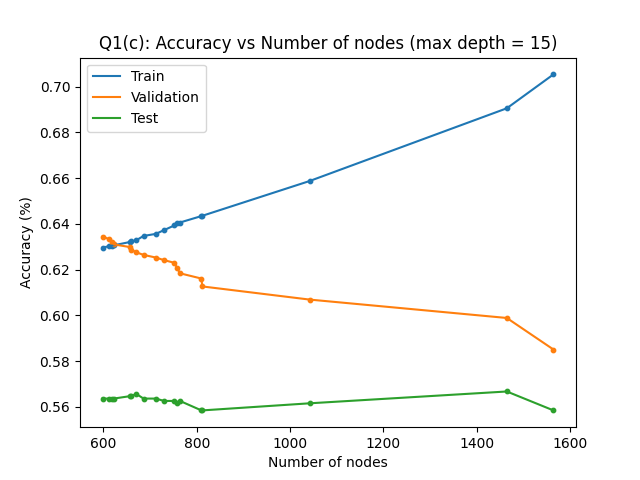 Q1(c): Accuracy vs Number of nodes (max depth = 15)
Train
Validation
Test
Accuracy (%)
0.70
0.68
0.66
0.64
0.62
0.60
0.58
0.56
600 800 1000 1200 1400 1600
Number of nodes